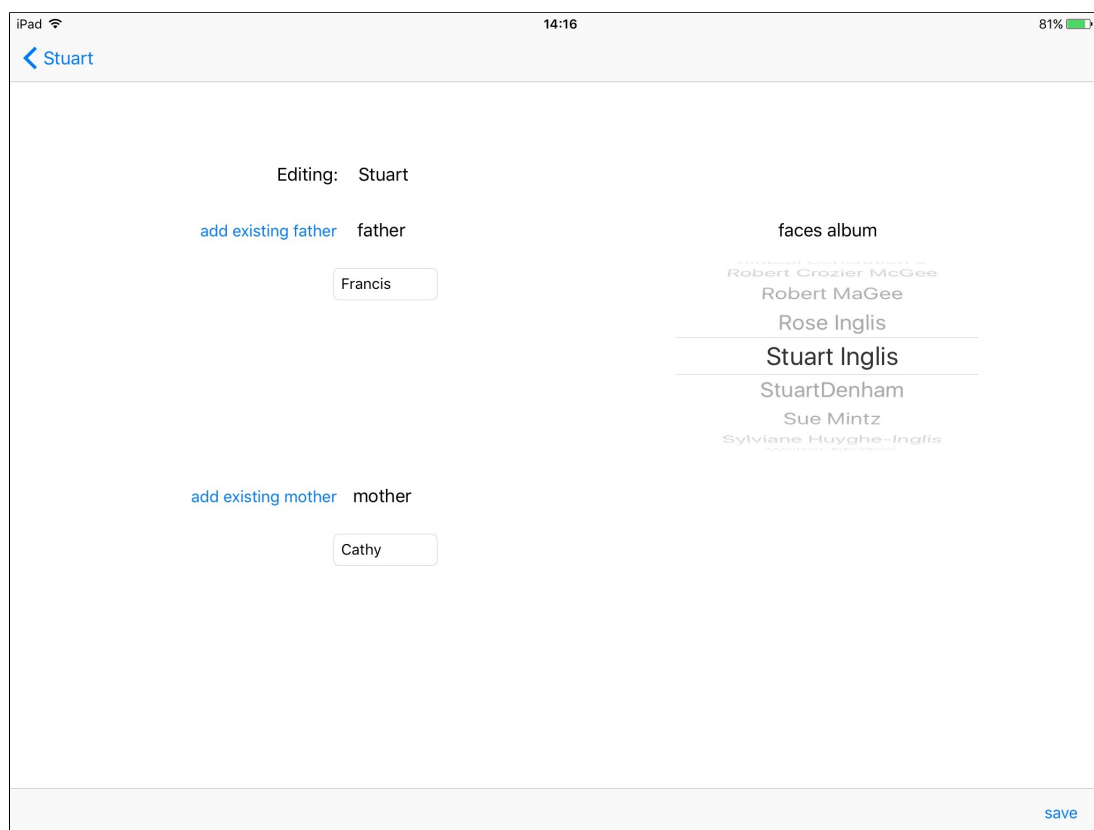 iPad 14:16 81%
Stuart
Editing: Stuart
add existing father father
Francis
faces album
Robert Crozier McGee
Robert MaGee
Rose Inglis
Stuart Inglis
StuartDenham
Sue Mintz
Sylviane Huyghe-Inglis
add existing mother mother
Cathy
save